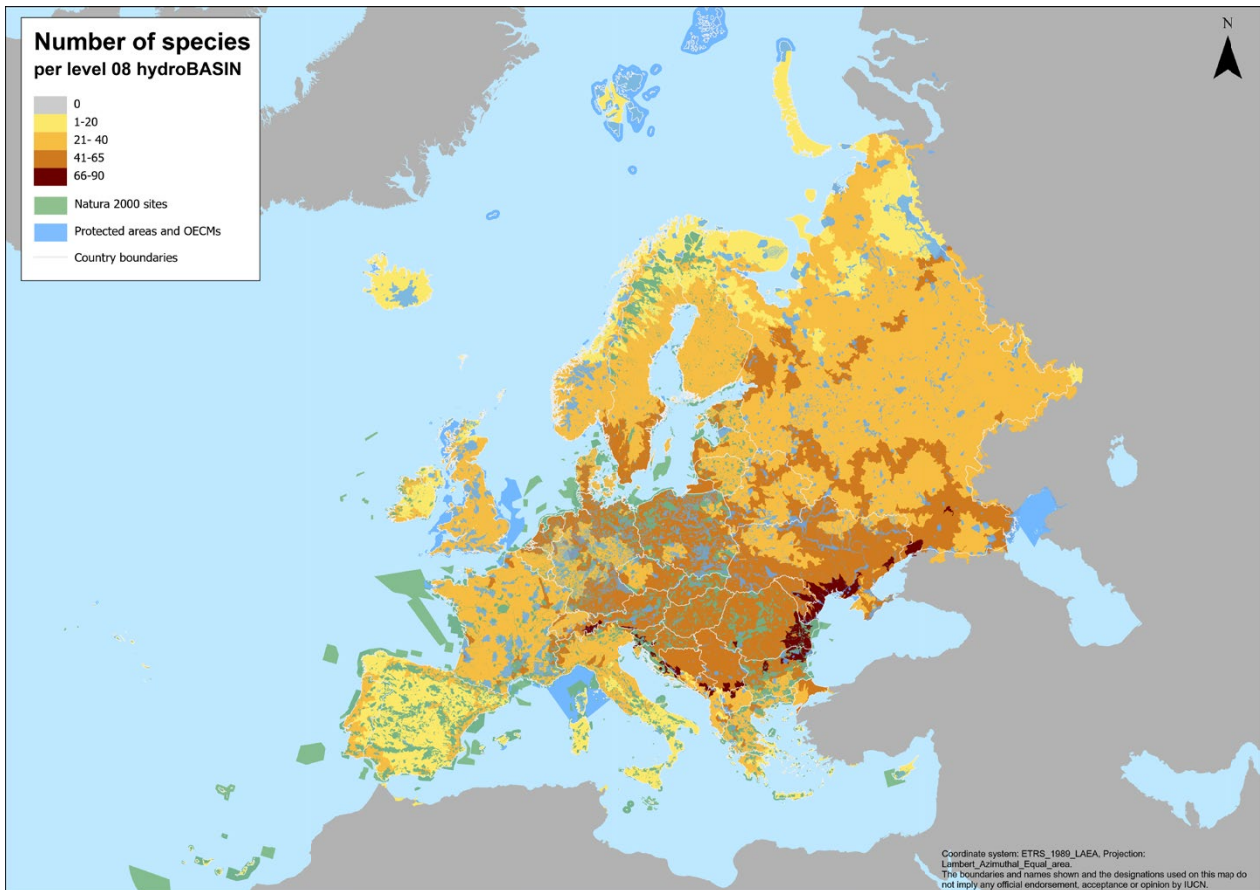 Number of species
per level 08 hydroBASIN
0
1-20
21- 40
41-65
66-90
Natura 2000 sites
Protected areas and OECMs
Country boundaries
N
Coordinate system: ETRS_1989_LAEA, Projection:
Lambert_Azimuthal_Equal_area.
The boundaries and names shown and the designations used on this map do
not imply any official endorsement, acceptance or opinion by IUCN.